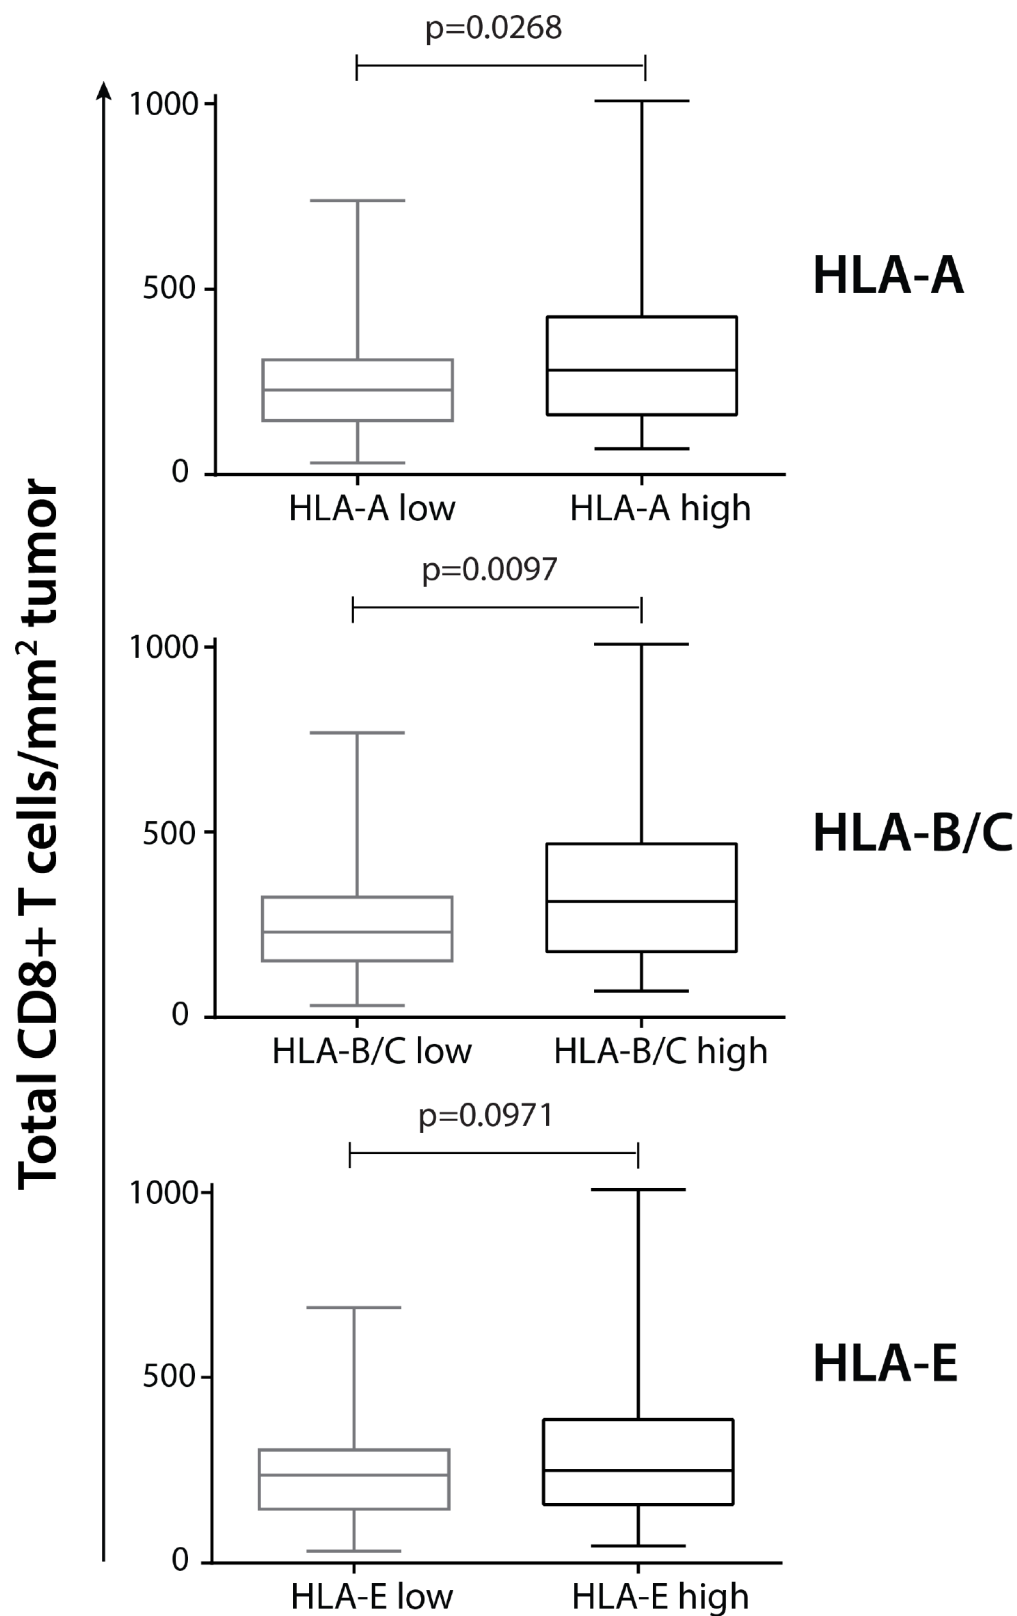 Total CD8+ T cells/mm² tumor
p=0.0268
1000
500
0
HLA-A low
HLA-A high
HLA-A
p=0.0097
1000
500
0
HLA-B/C low
HLA-B/C high
HLA-B/C
p=0.0971
1000
500
0
HLA-E low
HLA-E high
HLA-E